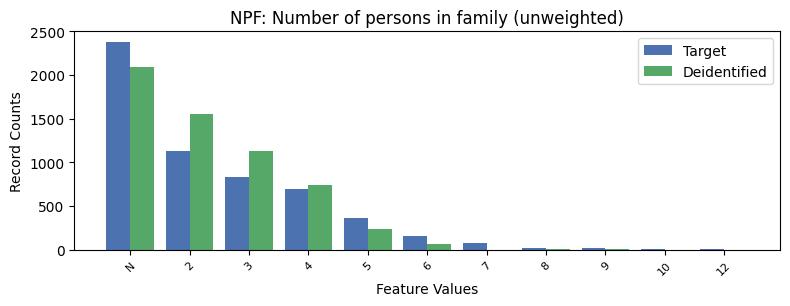 NPF: Number of persons in family (unweighted)
Target
Deidentified
Record Counts
2500
2000
1500
1000
500
0
N 2 3 4 5 6 7 8 9 10 12
Feature Values